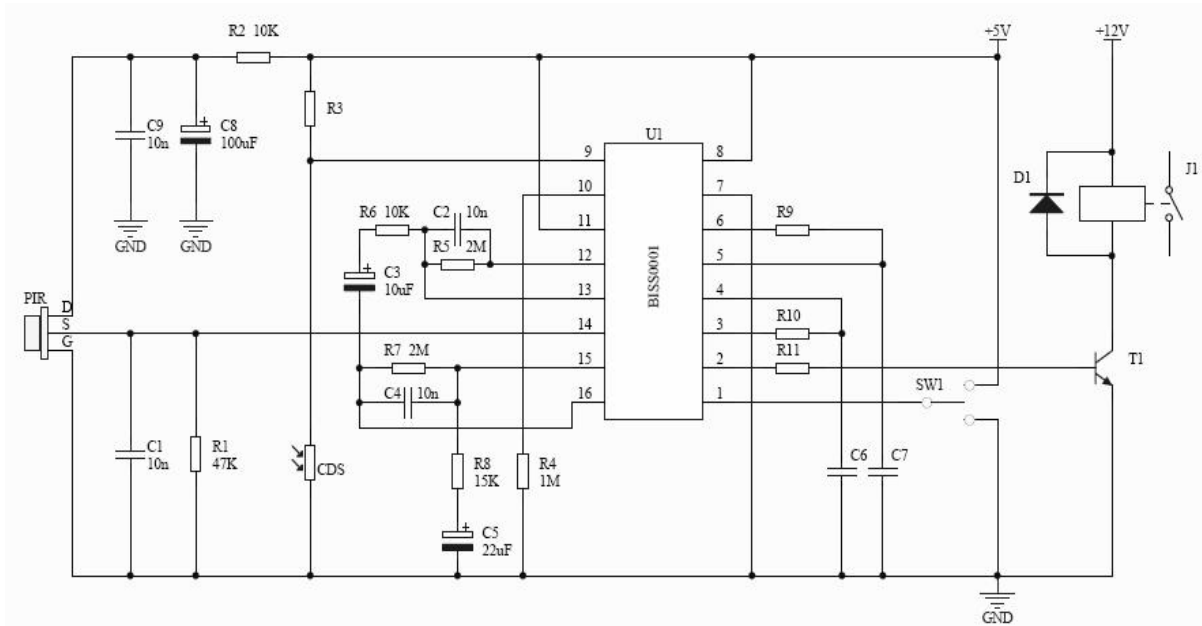 R2 10K
+5V
+12V
R3
C9
10n
C8
100uF
GND
GND
U1
BISS0001
9
10
11
12
13
14
15
16
8
7
6
5
4
3
2
1
R6 10K
C2 10n
R5 2M
C3
10uF
R7 2M
C4 10n
R9
R10
R11
D1
J1
T1
SW1
PIR
D
S
G
C1
10n
R1
47K
CDS
R8
15K
R4
1M
C5
22uF
C6
C7
GND